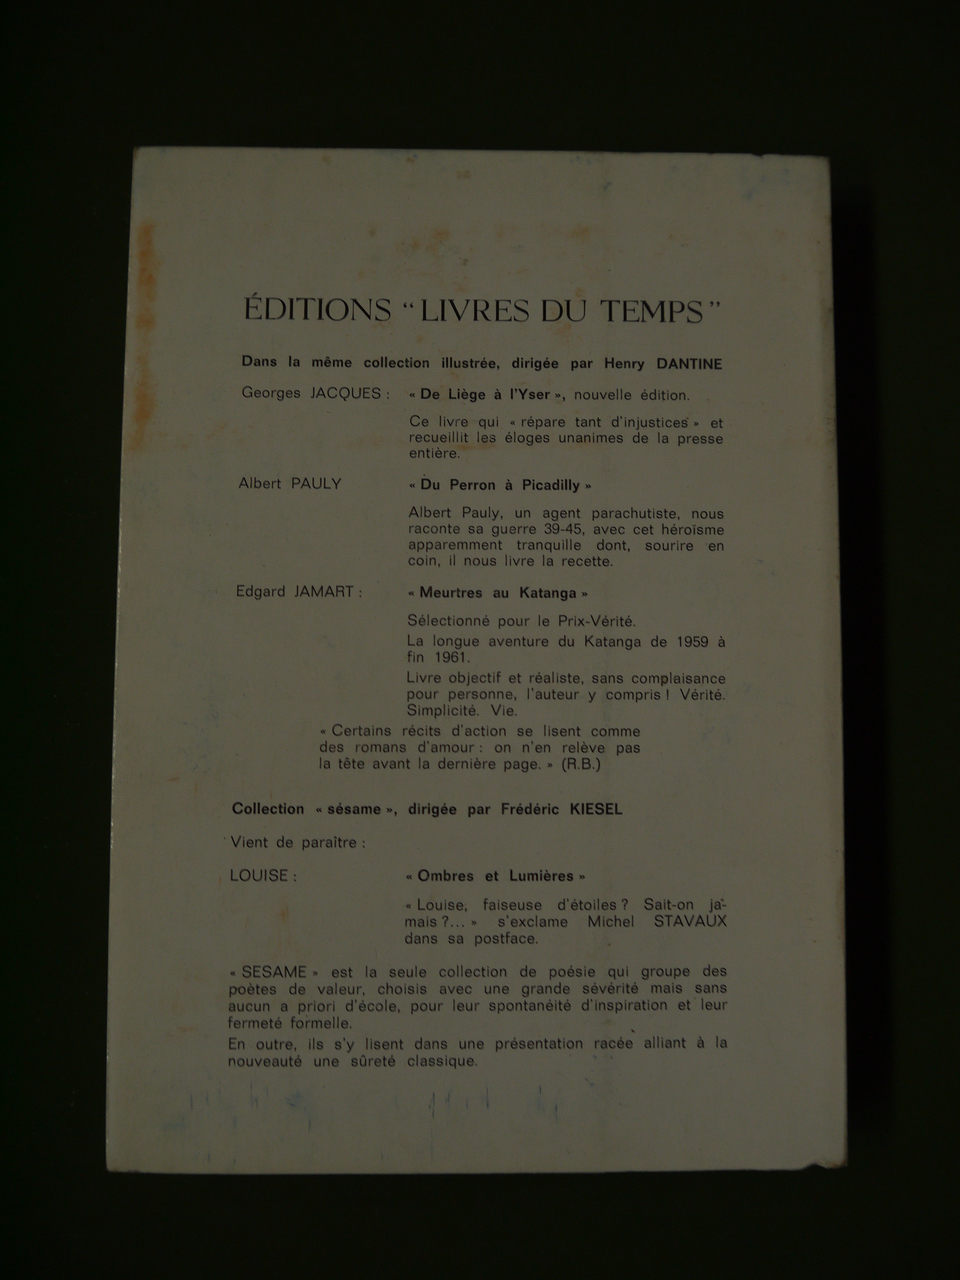 ÉDITIONS “LIVRES DU TEMPS”
Dans la même collection illustrée, dirigée par Henry DANTINE
Georges JACQUES : « De Liège à l'Yser », nouvelle édition.
Ce livre qui « répare tant d'injustices » et
recueillit les éloges unanimes de la presse
entière.
Albert PAULY « Du Perron à Picadilly »
Albert Pauly, un agent parachutiste, nous
raconte sa guerre 39-45, avec cet héroïsme
apparemment tranquille dont, sourire en
coin, il nous livre la recette.
Edgard JAMART : « Meurtres au Katanga »
Sélectionné pour le Prix-Vérité.
La longue aventure du Katanga de 1959 à
fin 1961.
Livre objectif et réaliste, sans complaisance
pour personne, l'auteur y compris ! Vérité.
Simplicité. Vie.
« Certains récits d'action se lisent comme
des romans d'amour : on n'en relève pas
la tête avant la dernière page. » (R.B.)
Collection « sésame », dirigée par Frédéric KIESEL
Vient de paraître :
LOUISE : « Ombres et Lumières »
« Louise, faiseuse d'étoiles ? Sait-on ja-
mais ?... » s'exclame Michel STAVAUX
dans sa postface.
« SESAME » est la seule collection de poésie qui groupe des
poètes de valeur, choisis avec une grande sévérité mais sans
aucun a priori d'école, pour leur spontanéité d'inspiration et leur
fermeté formelle.
En outre, ils s'y lisent dans une présentation racée alliant à la
nouveauté une sûreté classique.